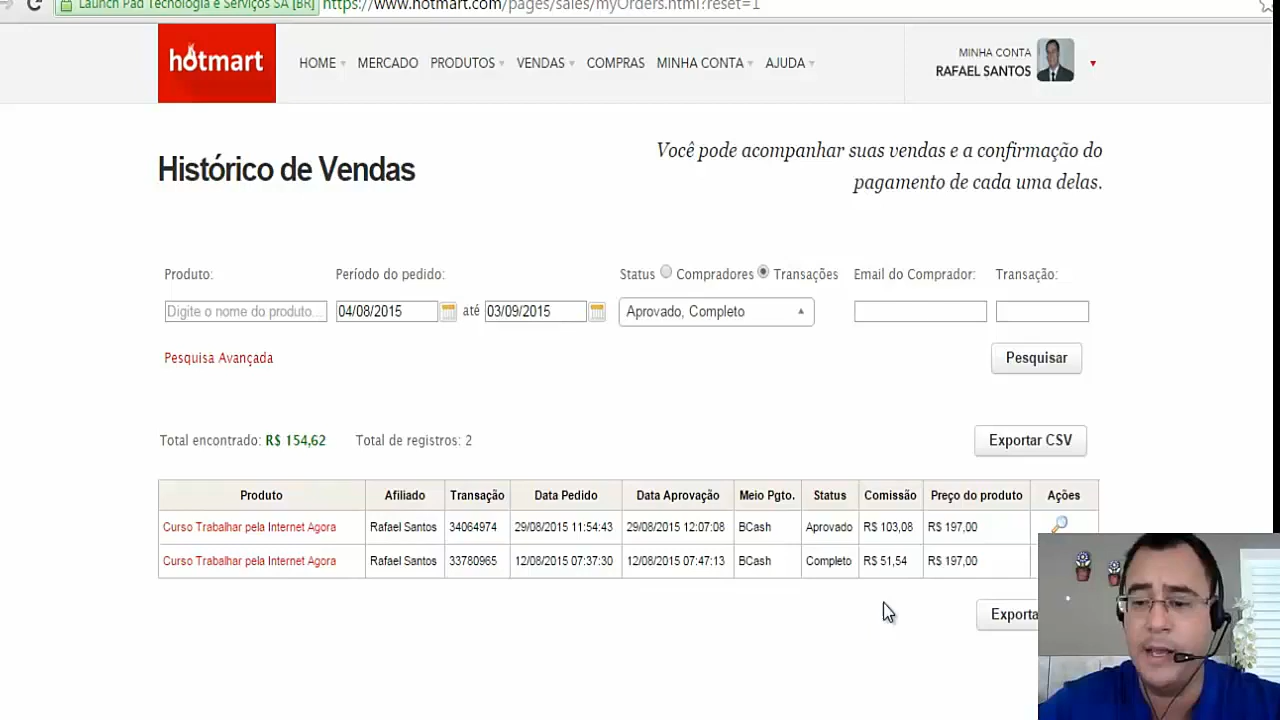 Launch Pad Tecnologia e Serviços SA [BR] https://www.hotmart.com/pages/sales/myOrders.html?reset=1
hotmart
HOME MERCADO PRODUTOS VENDAS COMPRAS MINHA CONTA AJUDA
MINHA CONTA
RAFAEL SANTOS
Histórico de Vendas
Você pode acompanhar suas vendas e a confirmação do
pagamento de cada uma delas.
Produto: Período do pedido: Status Compradores Transações Email do Comprador: Transação:
Digite o nome do produto... 04/08/2015 até 03/09/2015 Aprovado, Completo
Pesquisa Avançada Pesquisar
Total encontrado: R$ 154,62 Total de registros: 2 Exportar CSV
Produto Afiliado Transação Data Pedido Data Aprovação Meio Pgto. Status Comissão Preço do produto Ações
Curso Trabalhar pela Internet Agora Rafael Santos 34064974 29/08/2015 11:54:43 29/08/2015 12:07:08 BCash Aprovado R$ 103,08 R$ 197,00
Curso Trabalhar pela Internet Agora Rafael Santos 33780965 12/08/2015 07:37:30 12/08/2015 07:47:13 BCash Completo R$ 51,54 R$ 197,00
Exporta